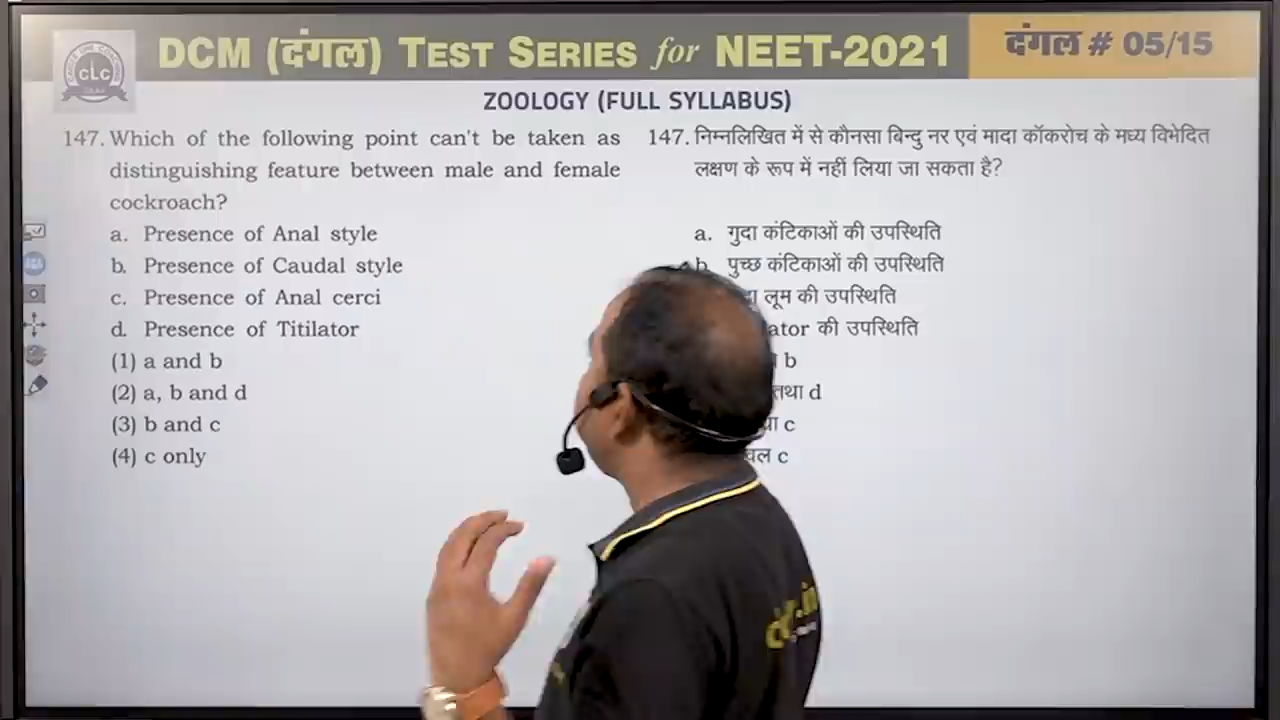 DCM (दंगल) TEST SERIES for NEET-2021
दंगल # 05/15
CLC
ZOOLOGY (FULL SYLLABUS)
147. Which of the following point can't be taken as
distinguishing feature between male and female
cockroach?
a. Presence of Anal style
b. Presence of Caudal style
c. Presence of Anal cerci
d. Presence of Titilator
(1) a and b
(2) a, b and d
(3) b and c
(4) c only
147. निम्नलिखित में से कौनसा बिन्दु नर एवं मादा कॉकरोच के मध्य विभेदित
लक्षण के रूप में नहीं लिया जा सकता है?
a. गुदा कंटिकाओं की उपस्थिति
b. पुच्छ कंटिकाओं की उपस्थिति
लूम की उपस्थिति
ator की उपस्थिति
b
तथा d
c
c